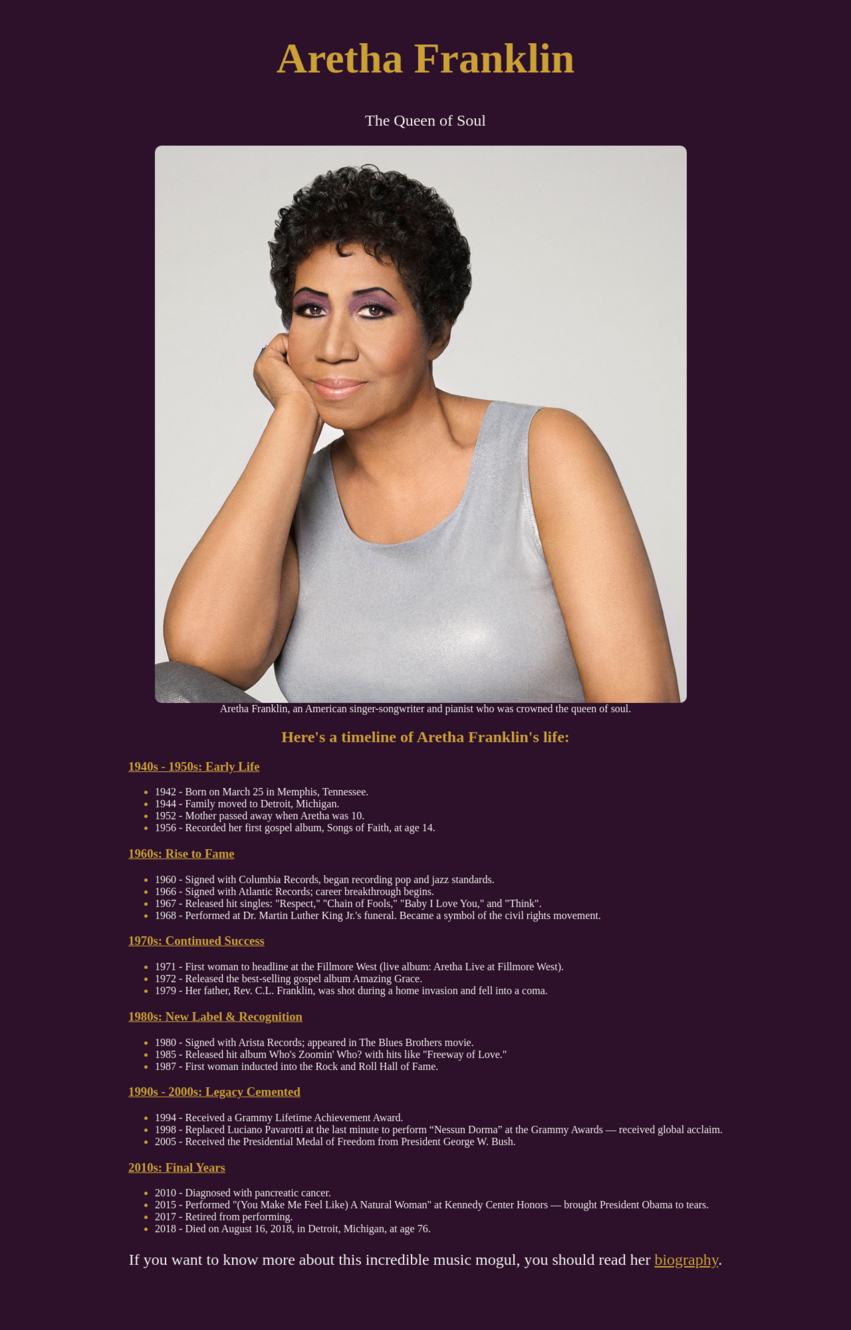 Aretha Franklin
The Queen of Soul
Aretha Franklin, an American singer-songwriter and pianist who was crowned the queen of soul.
Here's a timeline of Aretha Franklin's life:
1940s - 1950s: Early Life
• 1942 - Born on March 25 in Memphis, Tennessee.
• 1944 - Family moved to Detroit, Michigan.
• 1952 - Mother passed away when Aretha was 10.
• 1956 - Recorded her first gospel album, Songs of Faith, at age 14.
1960s: Rise to Fame
• 1960 - Signed with Columbia Records, began recording pop and jazz standards.
• 1966 - Signed with Atlantic Records; career breakthrough begins.
• 1967 - Released hit singles: "Respect," "Chain of Fools," "Baby I Love You," and "Think".
• 1968 - Performed at Dr. Martin Luther King Jr.'s funeral. Became a symbol of the civil rights movement.
1970s: Continued Success
• 1971 - First woman to headline at the Fillmore West (live album: Aretha Live at Fillmore West).
• 1972 - Released the best-selling gospel album Amazing Grace.
• 1979 - Her father, Rev. C.L. Franklin, was shot during a home invasion and fell into a coma.
1980s: New Label & Recognition
• 1980 - Signed with Arista Records; appeared in The Blues Brothers movie.
• 1985 - Released hit album Who's Zoomin' Who? with hits like "Freeway of Love."
• 1987 - First woman inducted into the Rock and Roll Hall of Fame.
1990s - 2000s: Legacy Cemented
• 1994 - Received a Grammy Lifetime Achievement Award.
• 1998 - Replaced Luciano Pavarotti at the last minute to perform “Nessun Dorma” at the Grammy Awards — received global acclaim.
• 2005 - Received the Presidential Medal of Freedom from President George W. Bush.
2010s: Final Years
• 2010 - Diagnosed with pancreatic cancer.
• 2015 - Performed "(You Make Me Feel Like) A Natural Woman" at Kennedy Center Honors — brought President Obama to tears.
• 2017 - Retired from performing.
• 2018 - Died on August 16, 2018, in Detroit, Michigan, at age 76.
If you want to know more about this incredible music mogul, you should read her biography.